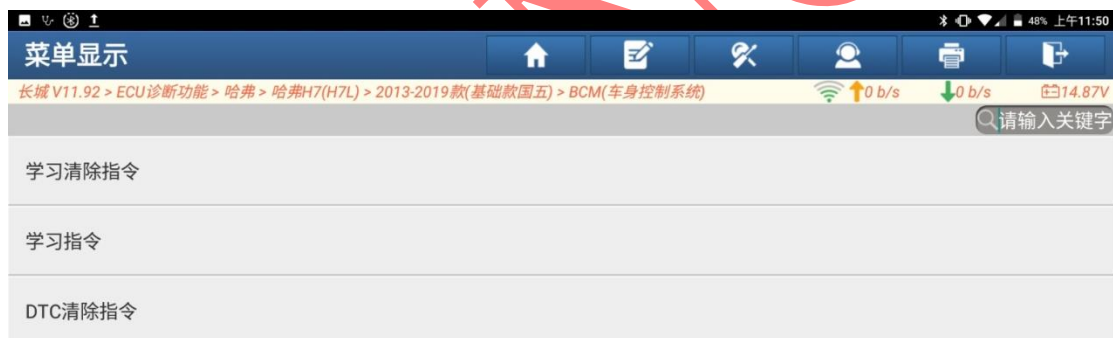 48% 上午11:50
菜单显示
长城 V11.92 > ECU诊断功能 > 哈弗 > 哈弗H7(H7L) > 2013-2019款(基础款国五) > BCM(车身控制系统) 0 b/s 0 b/s 14.87V
请输入关键字
学习清除指令
学习指令
DTC清除指令